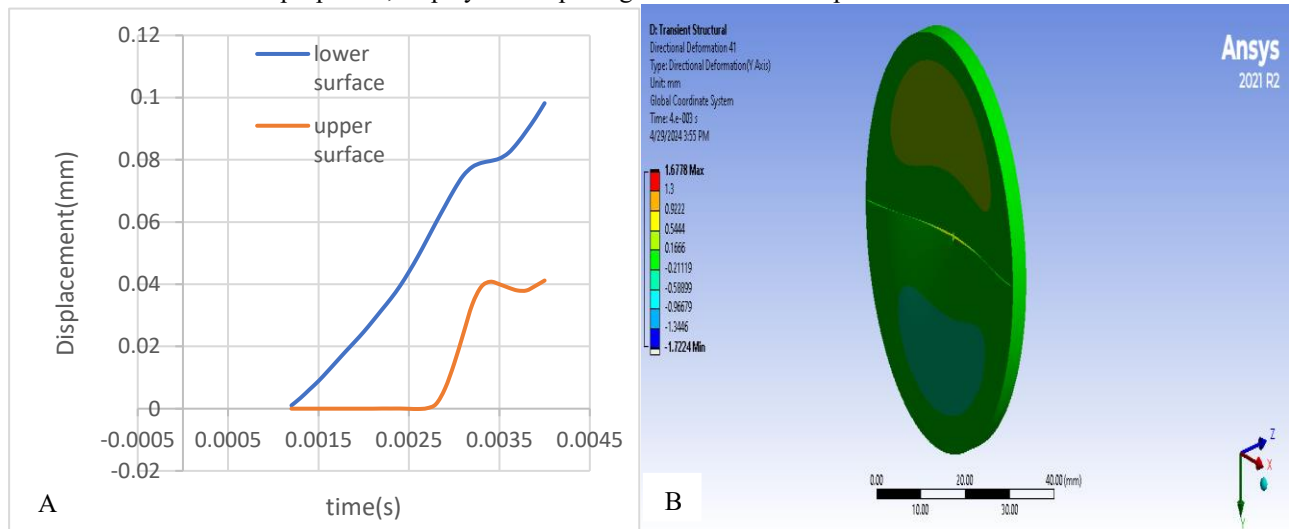 0.12
0.1
0.08
0.06
0.04
0.02
0
-0.02
-0.0005 0.0005 0.0015 0.0025 0.0035 0.0045
Displacement(mm)
time(s)
lower
surface
upper
surface
A
D: Transient Structural
Directional Deformation 41
Type: Directional Deformation(Y Axis)
Unit: mm
Global Coordinate System
Time: 4.e-003 s
4/29/2024 3:55 PM
1.6778 Max
1.3
0.9222
0.5444
0.1666
-0.21119
-0.58899
-0.96679
-1.3446
-1.7224 Min
Ansys
2021 R2
0.00 20.00 40.00 (mm)
10.00 30.00
Z
X
Y
B